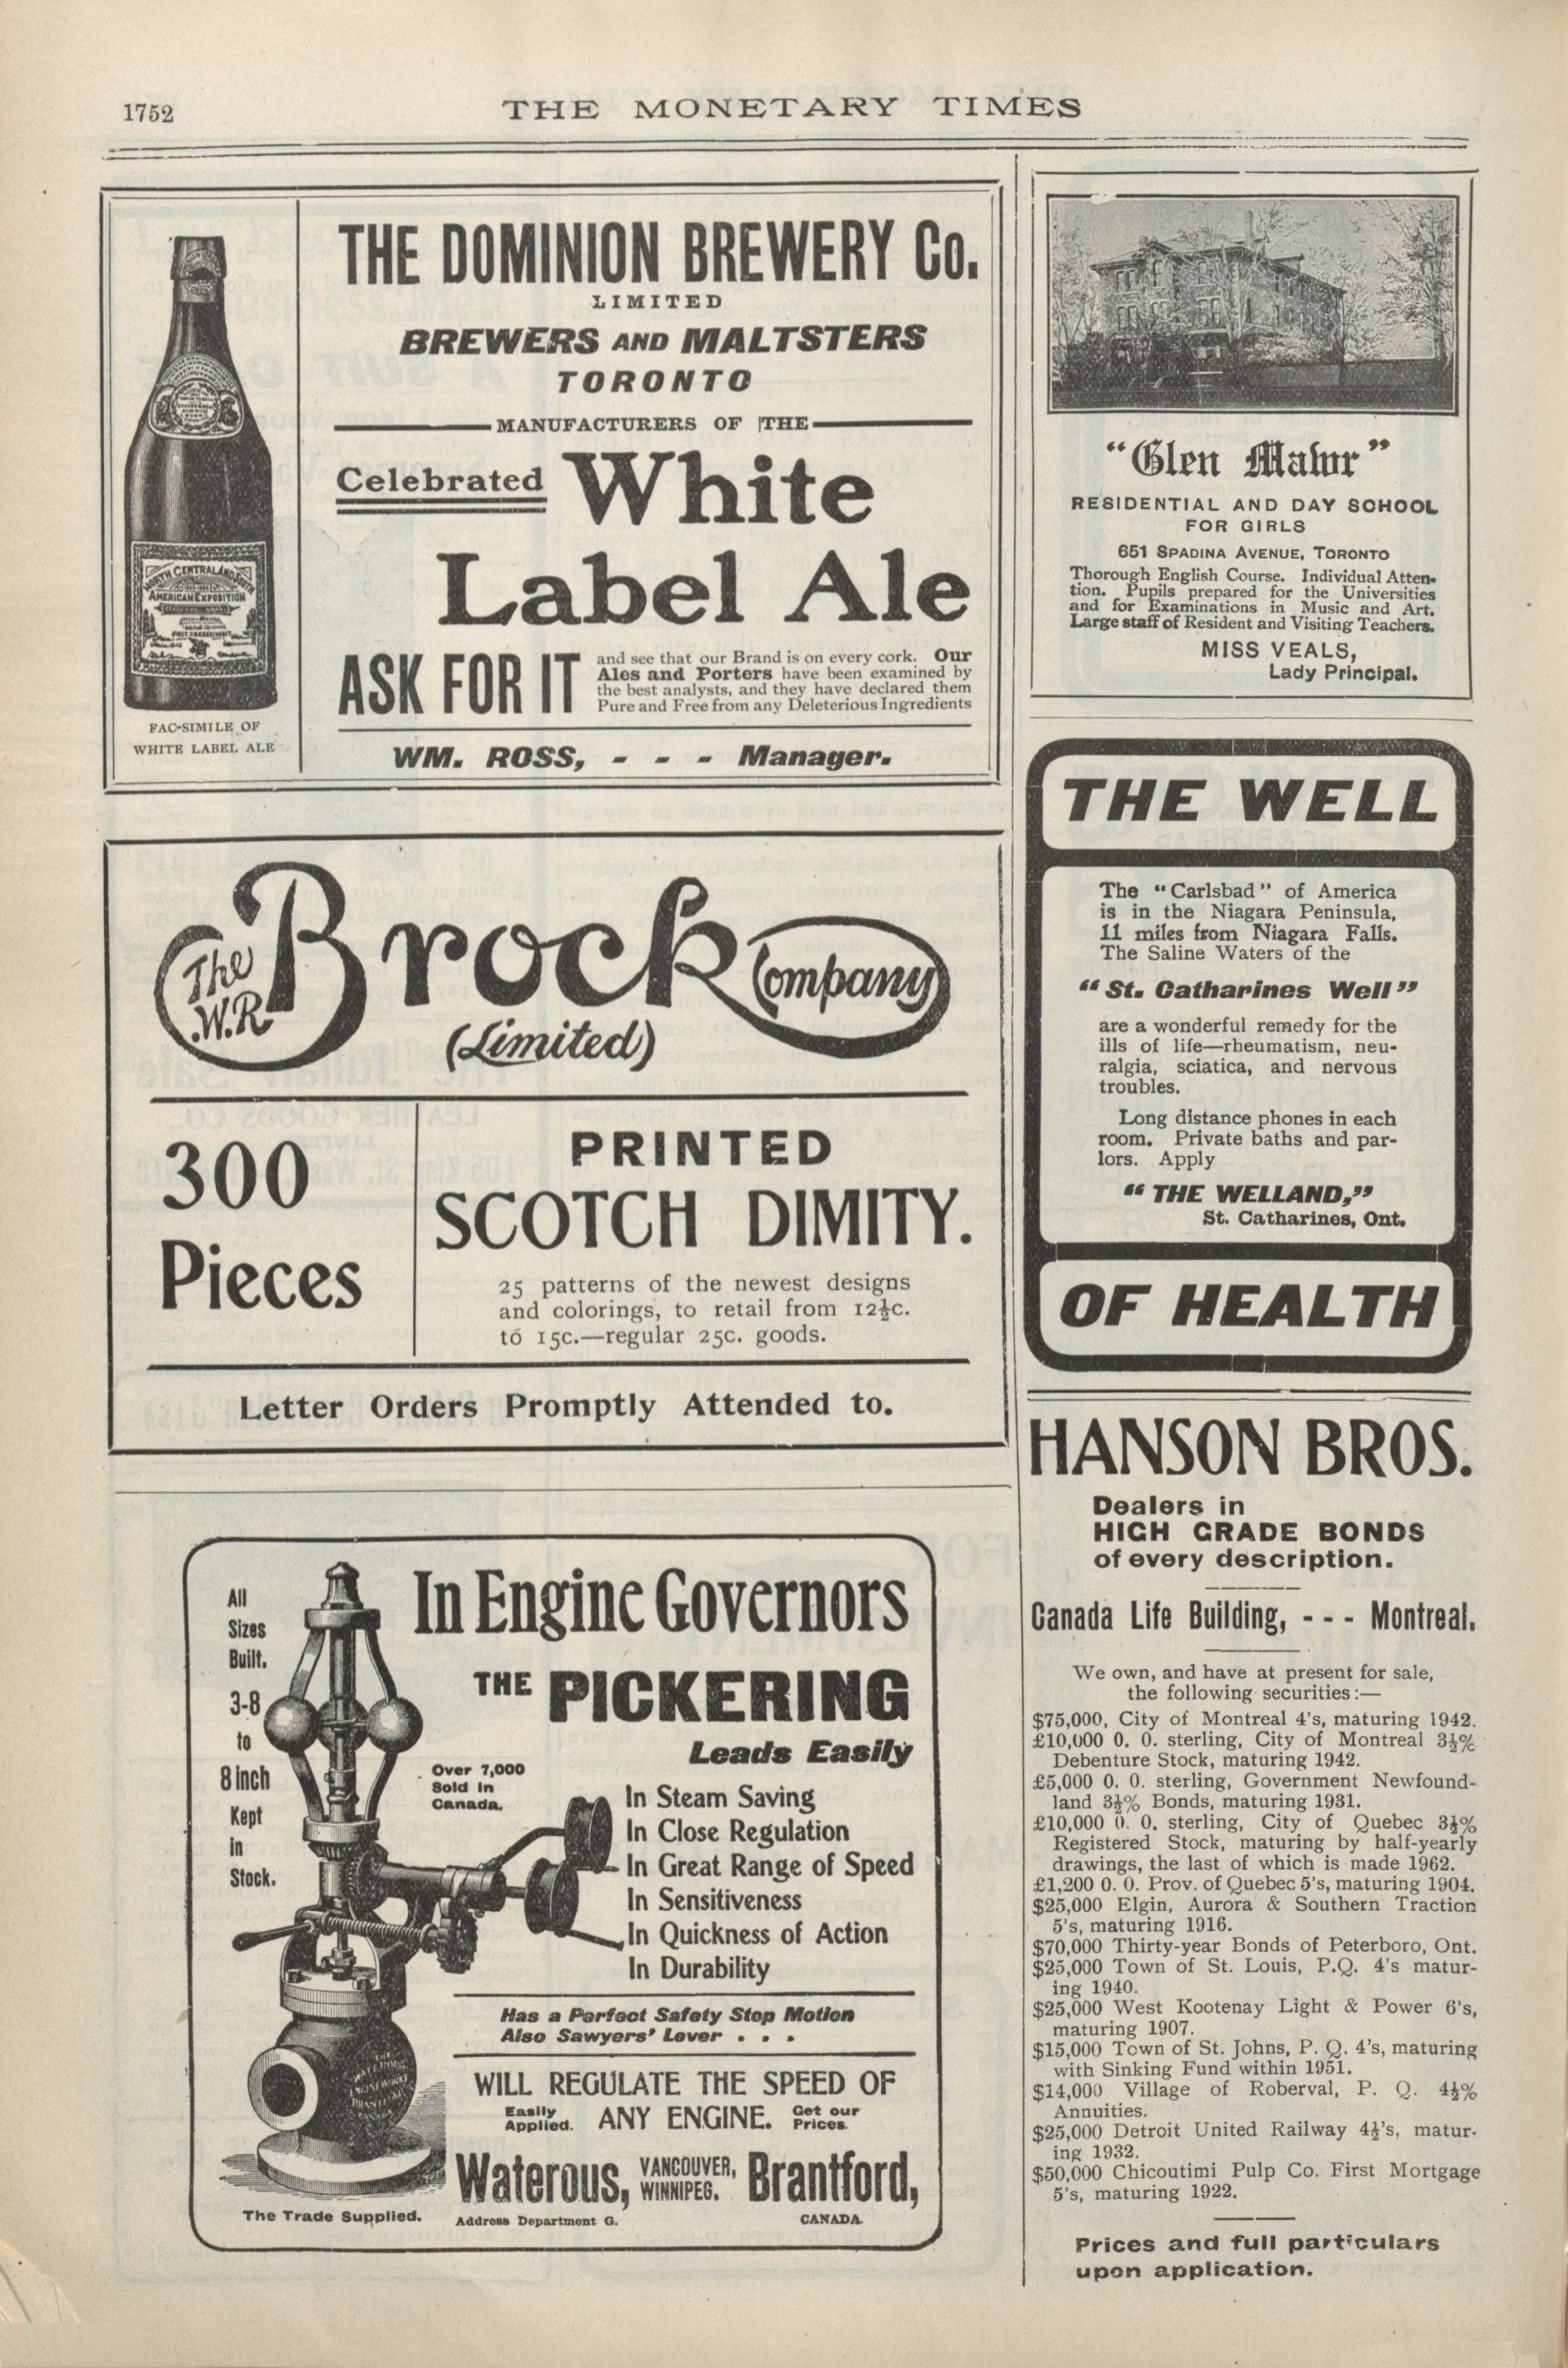 1752
THE MONETARY TIMES
THE DOMINION BREWERY Co.
LIMITED
BREWERS AND MALTSTERS
TORONTO
MANUFACTURERS OF THE
Celebrated White
Label Ale
ASK FOR IT
and see that our Brand is on every cork. Our
Ales and Porters have been examined by
the best analysts, and they have declared them
Pure and Free from any Deleterious Ingredients
WM. ROSS, - - - Manager.
NORTH CENTRAL AND SOUTH
AMERICAN EXPOSITION
FAC-SIMILE OF
WHITE LABEL ALE
The W.R. Brock Company
(Limited)
300
Pieces
PRINTED
SCOTCH DIMITY.
25 patterns of the newest designs
and colorings, to retail from 12½c.
to 15c.—regular 25c. goods.
Letter Orders Promptly Attended to.
All
Sizes
Built.
3-8
to
8 inch
Kept
in
Stock.
In Engine Governors
THE PICKERING
Leads Easily
Over 7,000
Sold in
Canada.
In Steam Saving
In Close Regulation
In Great Range of Speed
In Sensitiveness
In Quickness of Action
In Durability
Has a Perfect Safety Stop Motion
Also Sawyers' Lever . . .
WILL REGULATE THE SPEED OF
Easily
Applied.
ANY ENGINE.
Get our
Prices.
Waterous, VANCOUVER,
WINNIPEG. Brantford,
The Trade Supplied.
Address Department G.
CANADA.
"Glen Mawr"
RESIDENTIAL AND DAY SCHOOL
FOR GIRLS
651 SPADINA AVENUE, TORONTO
Thorough English Course. Individual Atten-
tion. Pupils prepared for the Universities
and for Examinations in Music and Art.
Large staff of Resident and Visiting Teachers.
MISS VEALS,
Lady Principal.
THE WELL
The "Carlsbad" of America
is in the Niagara Peninsula,
11 miles from Niagara Falls.
The Saline Waters of the
"St. Catharines Well"
are a wonderful remedy for the
ills of life—rheumatism, neu-
ralgia, sciatica, and nervous
troubles.
Long distance phones in each
room. Private baths and par-
lors. Apply
"THE WELLAND,"
St. Catharines, Ont.
OF HEALTH
HANSON BROS.
Dealers in
HIGH GRADE BONDS
of every description.
Canada Life Building, - - - Montreal.
We own, and have at present for sale,
the following securities:—
$75,000, City of Montreal 4's, maturing 1942.
£10,000 0. 0. sterling, City of Montreal 3½%
Debenture Stock, maturing 1942.
£5,000 0. 0. sterling, Government Newfound-
land 3½% Bonds, maturing 1931.
£10,000 0. 0. sterling, City of Quebec 3½%
Registered Stock, maturing by half-yearly
drawings, the last of which is made 1962.
£1,200 0. 0. Prov. of Quebec 5's, maturing 1904.
$25,000 Elgin, Aurora & Southern Traction
5's, maturing 1916.
$70,000 Thirty-year Bonds of Peterboro, Ont.
$25,000 Town of St. Louis, P.Q. 4's matur-
ing 1940.
$25,000 West Kootenay Light & Power 6's,
maturing 1907.
$15,000 Town of St. Johns, P. Q. 4's, maturing
with Sinking Fund within 1951.
$14,000 Village of Roberval, P. Q. 4½%
Annuities.
$25,000 Detroit United Railway 4½'s, matur-
ing 1932.
$50,000 Chicoutimi Pulp Co. First Mortgage
5's, maturing 1922.
Prices and full particulars
upon application.